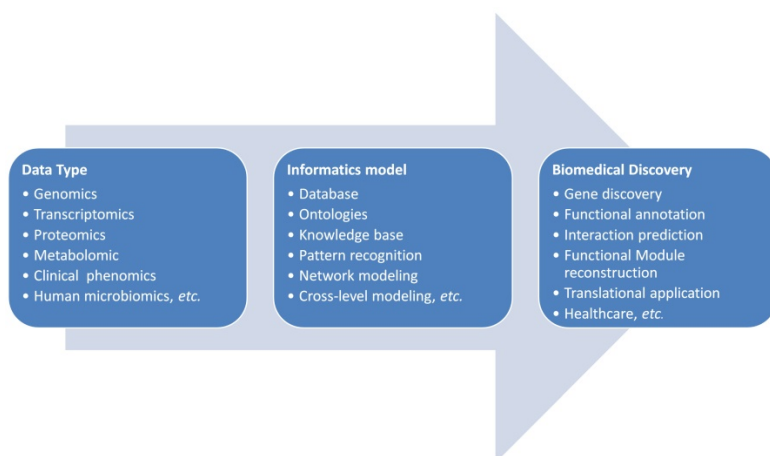 Data Type
• Genomics
• Transcriptomics
• Proteomics
• Metabolomic
• Clinical phenomics
• Human microbiomics, etc.
Informatics model
• Database
• Ontologies
• Knowledge base
• Pattern recognition
• Network modeling
• Cross-level modeling, etc.
Biomedical Discovery
• Gene discovery
• Functional annotation
• Interaction prediction
• Functional Module
reconstruction
• Translational application
• Healthcare, etc.